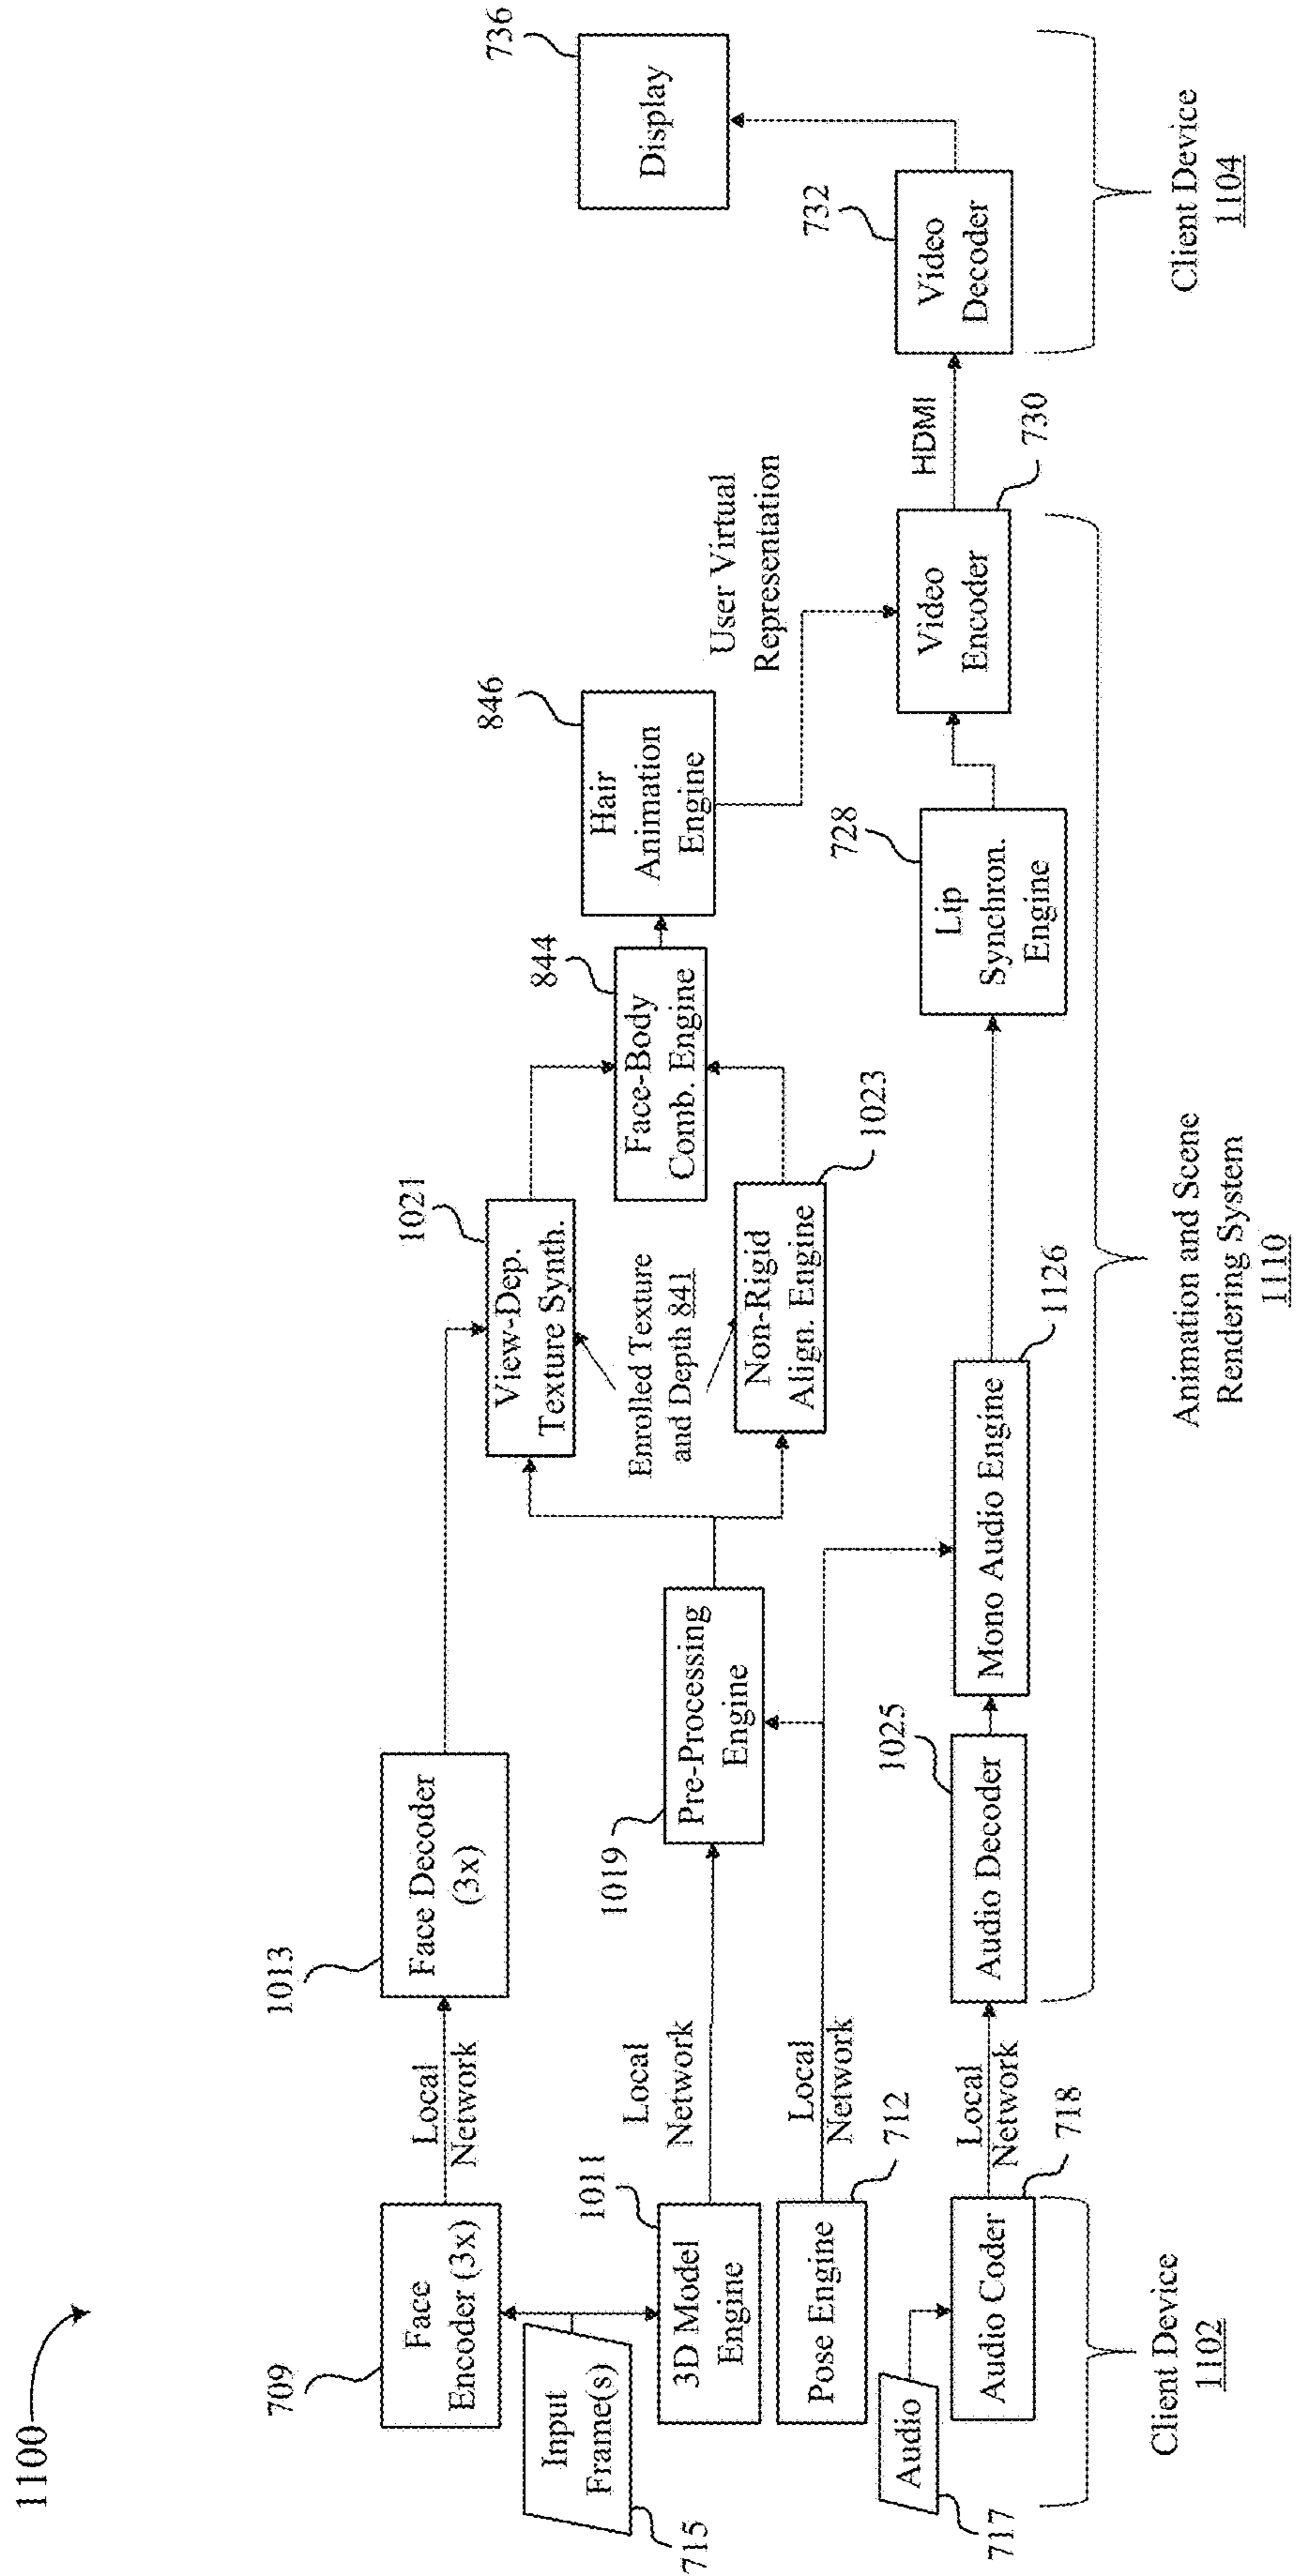 1100
709
Face
Encoder (3x)
Local
Network
1013
Face Decoder
(3x)
Input
Frame(s)
715
1011
3D Model
Engine
Local
Network
1019
Pre-Processing
Engine
1021
View-Dep.
Texture Synth.
Enrolled Texture
and Depth 841
Non-Rigid
Align. Engine
1023
844
Face-Body
Comb. Engine
846
Hair
Animation
Engine
User Virtual
Representation
736
Display
Pose Engine
712
Local
Network
Audio
717
Audio Coder
718
Local
Network
1025
Audio Decoder
Mono Audio Engine
1126
728
Lip
Synchron.
Engine
Video
Encoder
730
HDMI
732
Video
Decoder
Client Device
1102
Animation and Scene
Rendering System
1110
Client Device
1104